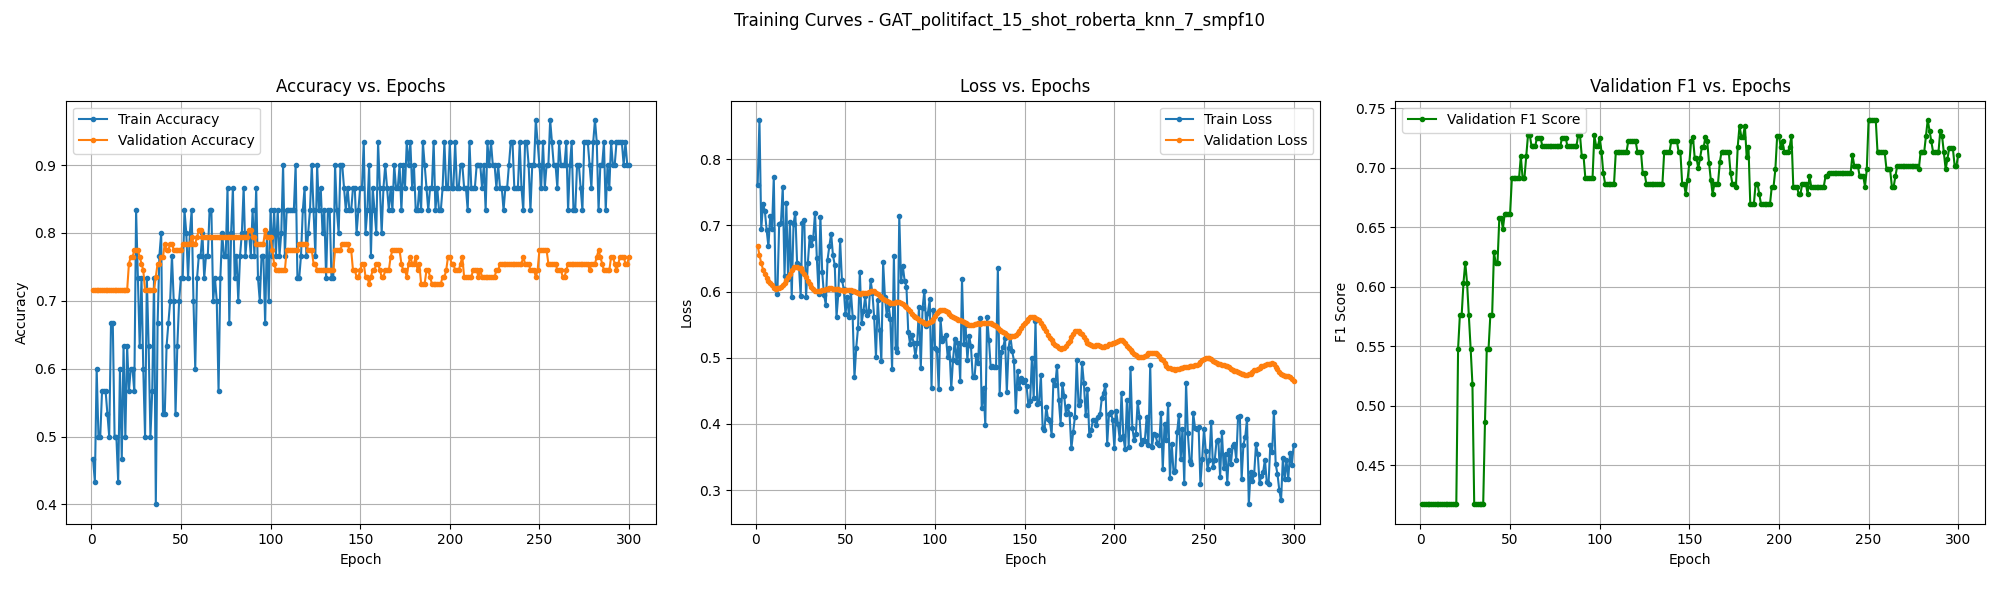 Training Curves - GAT_politifact_15_shot_roberta_knn_7_smpf10
Accuracy vs. Epochs
Train Accuracy
Validation Accuracy
Accuracy
0.9
0.8
0.7
0.6
0.5
0.4
0 50 100 150 200 250 300
Epoch
Loss vs. Epochs
Train Loss
Validation Loss
Loss
0.8
0.7
0.6
0.5
0.4
0.3
0 50 100 150 200 250 300
Epoch
Validation F1 vs. Epochs
Validation F1 Score
F1 Score
0.75
0.70
0.65
0.60
0.55
0.50
0.45
0 50 100 150 200 250 300
Epoch